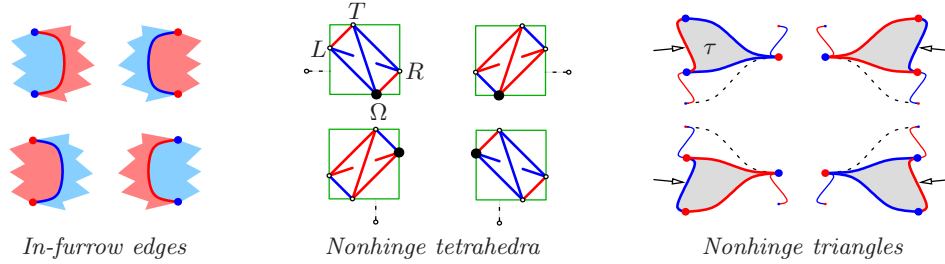 T
L
R
Ω
τ
In-furrow edges
Nonhinge tetrahedra
Nonhinge triangles